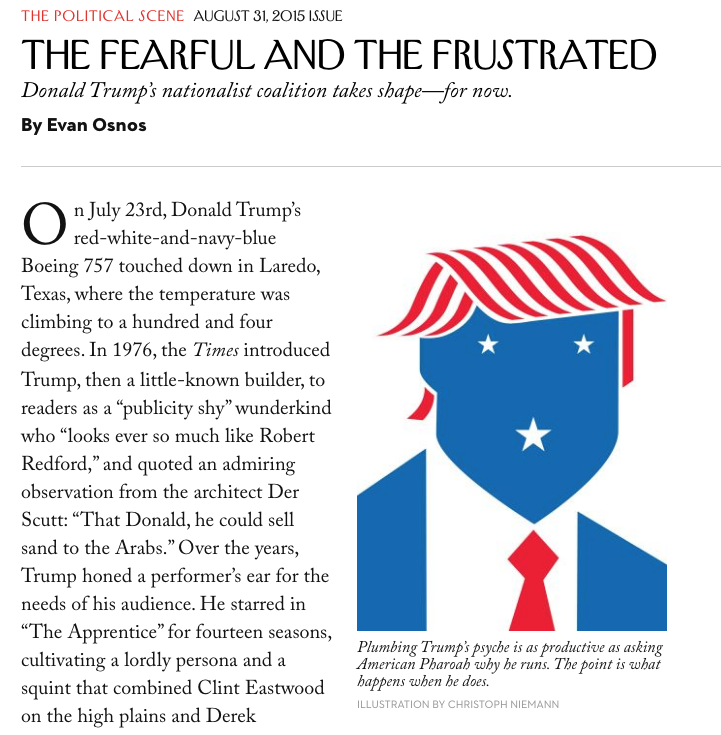 THE POLITICAL SCENE AUGUST 31, 2015 ISSUE
THE FEARFUL AND THE FRUSTRATED
Donald Trump’s nationalist coalition takes shape—for now.
By Evan Osnos
On July 23rd, Donald Trump’s
red-white-and-navy-blue
Boeing 757 touched down in Laredo,
Texas, where the temperature was
climbing to a hundred and four
degrees. In 1976, the Times introduced
Trump, then a little-known builder, to
readers as a “publicity shy” wunderkind
who “looks ever so much like Robert
Redford,” and quoted an admiring
observation from the architect Der
Scutt: “That Donald, he could sell
sand to the Arabs.” Over the years,
Trump honed a performer’s ear for the
needs of his audience. He starred in
“The Apprentice” for fourteen seasons,
cultivating a lordly persona and a
squint that combined Clint Eastwood
on the high plains and Derek
Plumbing Trump’s psyche is as productive as asking
American Pharoah why he runs. The point is what
happens when he does.
ILLUSTRATION BY CHRISTOPH NIEMANN